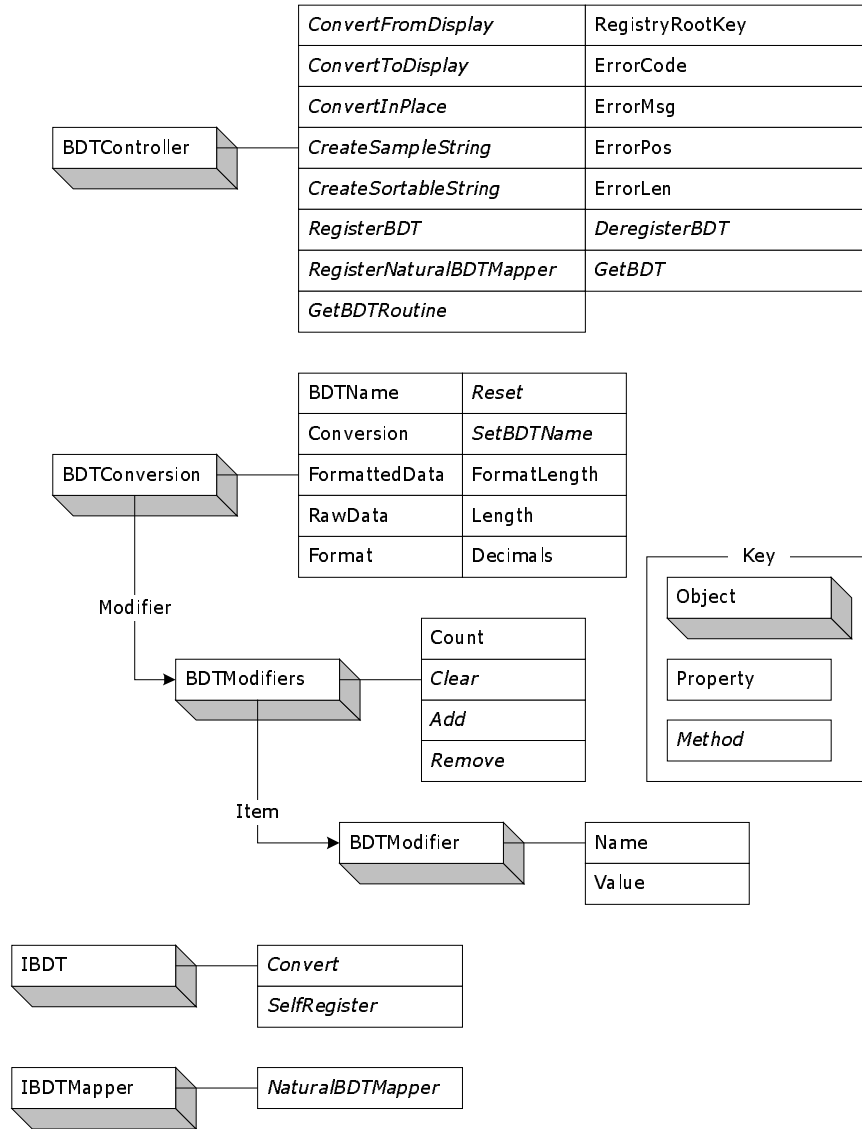 ConvertFromDisplay RegistryRootKey
ConvertToDisplay ErrorCode
ConvertInPlace ErrorMsg
BDTController CreateSampleString ErrorPos
CreateSortableString ErrorLen
RegisterBDT DeregisterBDT
RegisterNaturalBDTMapper GetBDT
GetBDTRoutine
BDTName Reset
Conversion SetBDTName
BDTConversion FormattedData FormatLength
RawData Length
Format Decimals
Key
Object
Property
Method
Modifier
BDTModifiers
Count
Clear
Add
Remove
Item
BDTModifier
Name
Value
IBDT Convert
SelfRegister
IBDTMapper NaturalBDTMapper